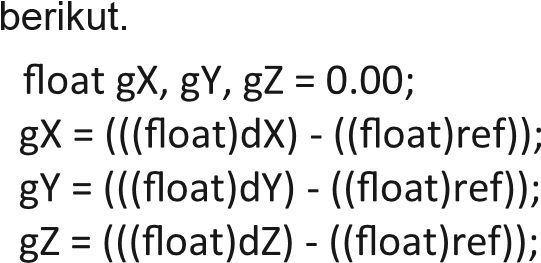 berikut.
float gX, gY, gZ = 0.00;
gX = (((float)dX) - ((float)ref));
gY = (((float)dY) - ((float)ref));
gZ = (((float)dZ) - ((float)ref));